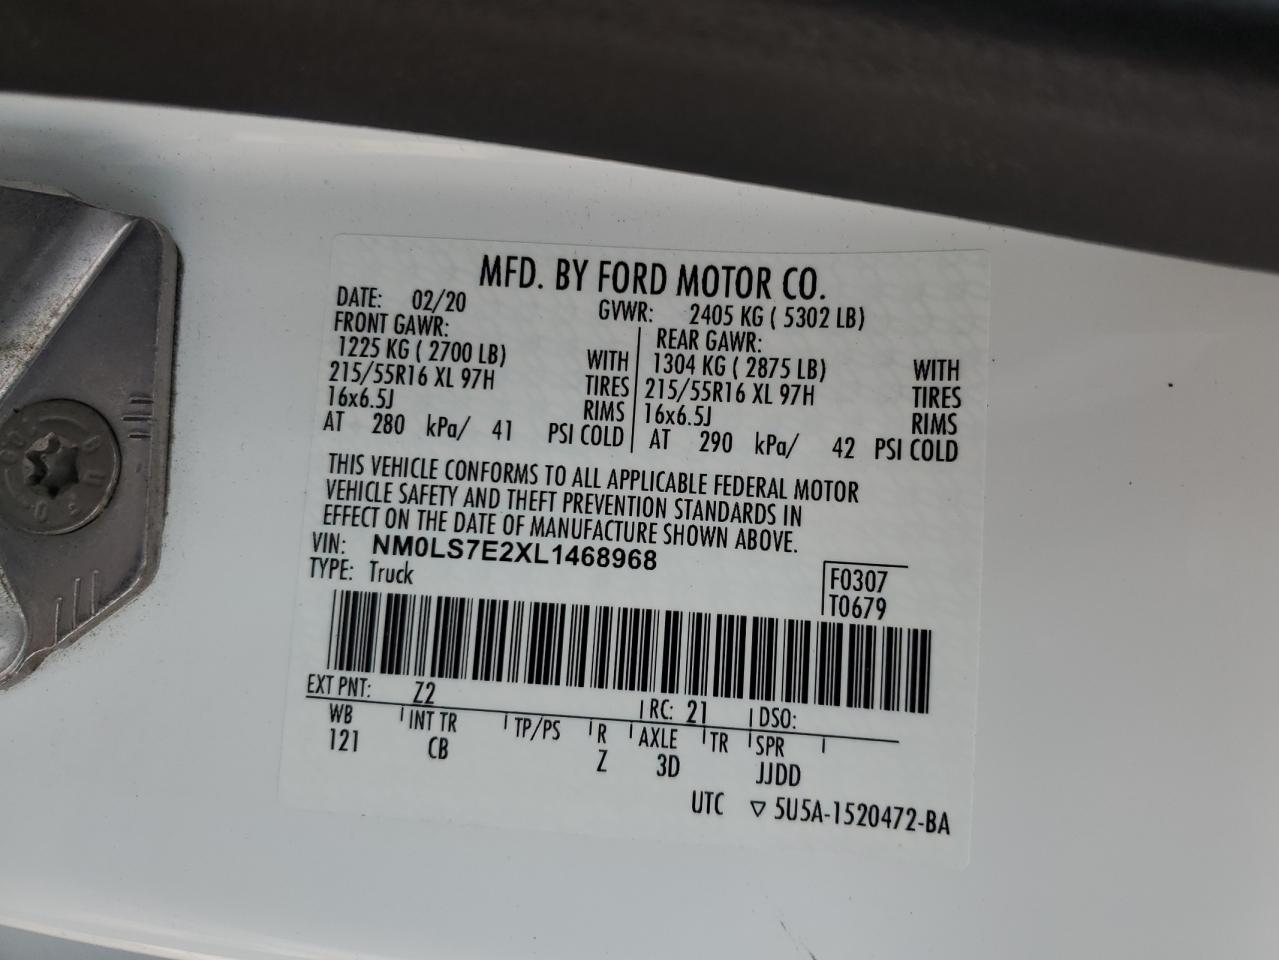 MFD. BY FORD MOTOR CO.
DATE: 02/20 GVWR: 2405 KG ( 5302 LB)
FRONT GAWR: REAR GAWR:
1225 KG ( 2700 LB) WITH 1304 KG ( 2875 LB) WITH
215/55R16 XL 97H TIRES 215/55R16 XL 97H TIRES
16x6.5J RIMS 16x6.5J RIMS
AT 280 kPa/ 41 PSI COLD AT 290 kPa/ 42 PSI COLD
THIS VEHICLE CONFORMS TO ALL APPLICABLE FEDERAL MOTOR
VEHICLE SAFETY AND THEFT PREVENTION STANDARDS IN
EFFECT ON THE DATE OF MANUFACTURE SHOWN ABOVE.
VIN: NM0LS7E2XL1468968
TYPE: Truck F0307
T0679
EXT PNT: Z2 RC: 21 DSO:
WB INT TR TP/PS R AXLE TR SPR
121 CB Z 3D JJDD
UTC ▽ 5U5A-1520472-BA